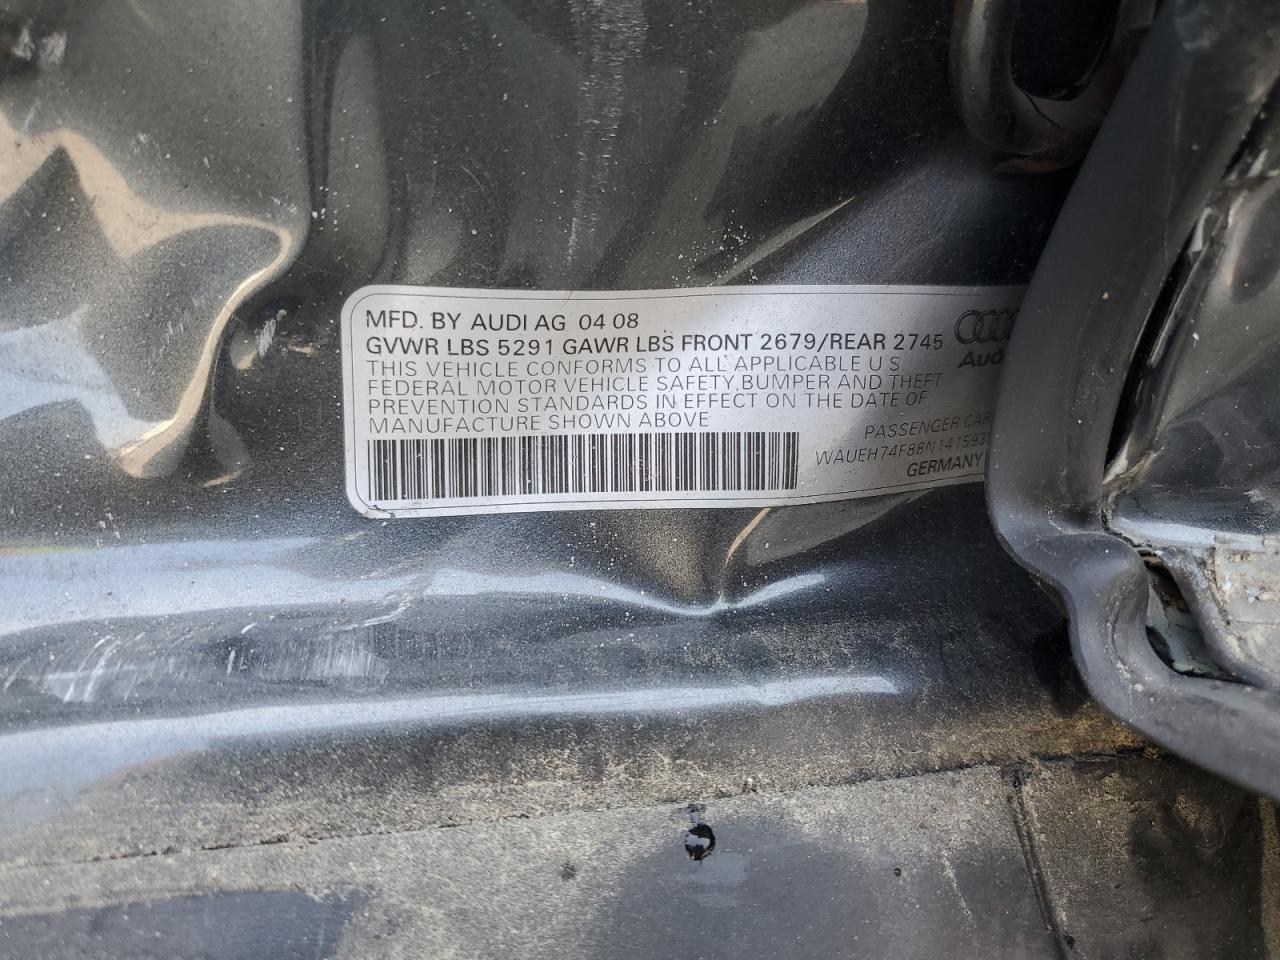 MFD. BY AUDI AG 04 08
GVWR LBS 5291 GAWR LBS FRONT 2679/REAR 2745
THIS VEHICLE CONFORMS TO ALL APPLICABLE U.S.
FEDERAL MOTOR VEHICLE SAFETY, BUMPER AND THEFT
PREVENTION STANDARDS IN EFFECT ON THE DATE OF
MANUFACTURE SHOWN ABOVE
Audi
PASSENGER CAR
WAUEH74F88N141593
GERMANY